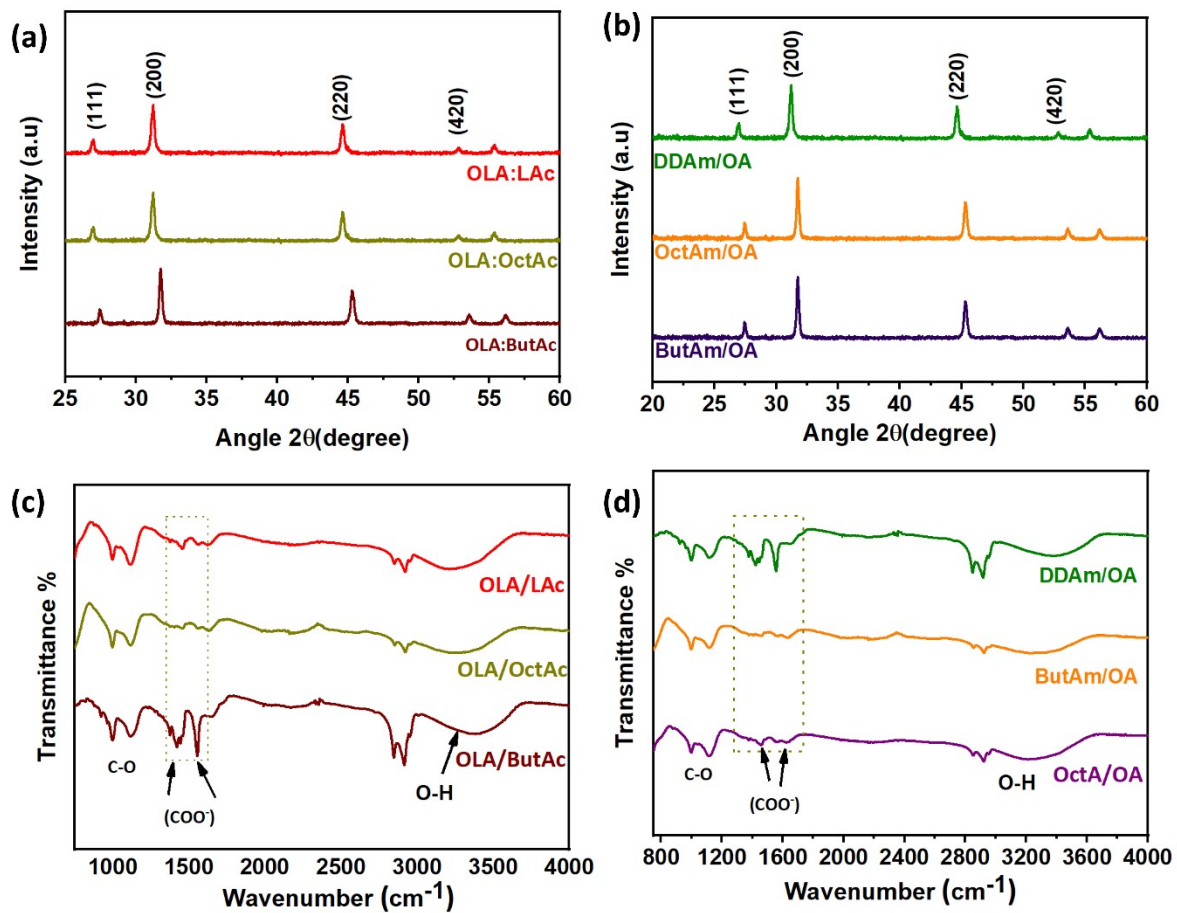 (a)
(111)
(200)
(220)
(420)
OLA:LAc
OLA:OctAc
OLA:ButAc
Intensity (a.u)
25 30 35 40 45 50 55 60
Angle 2θ(degree)
(b)
(111)
(200)
(220)
(420)
DDAm/OA
OctAm/OA
ButAm/OA
Intensity (a.u
20 25 30 35 40 45 50 55 60
Angle 2θ(degree)
(c)
OLA/LAc
OLA/OctAc
OLA/ButAc
C-O
(COO⁻)
O-H
Transmittance %
1000 1500 2000 2500 3000 3500 4000
Wavenumber (cm⁻¹)
(d)
DDAm/OA
ButAm/OA
OctA/OA
C-O
(COO⁻)
O-H
Transmittance %
800 1200 1600 2000 2400 2800 3200 3600 4000
Wavenumber (cm⁻¹)